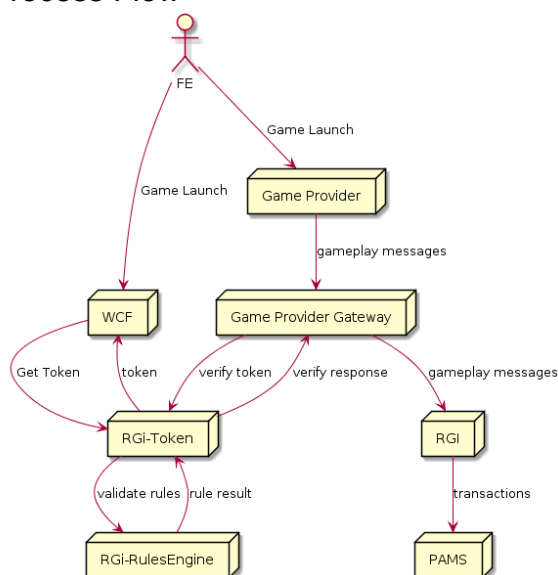 FE
Game Launch
Game Launch
Game Provider
gameplay messages
WCF
Game Provider Gateway
Get Token
token
verify token
verify response
gameplay messages
RGi-Token
RGI
validate rules
rule result
transactions
RGi-RulesEngine
PAMS